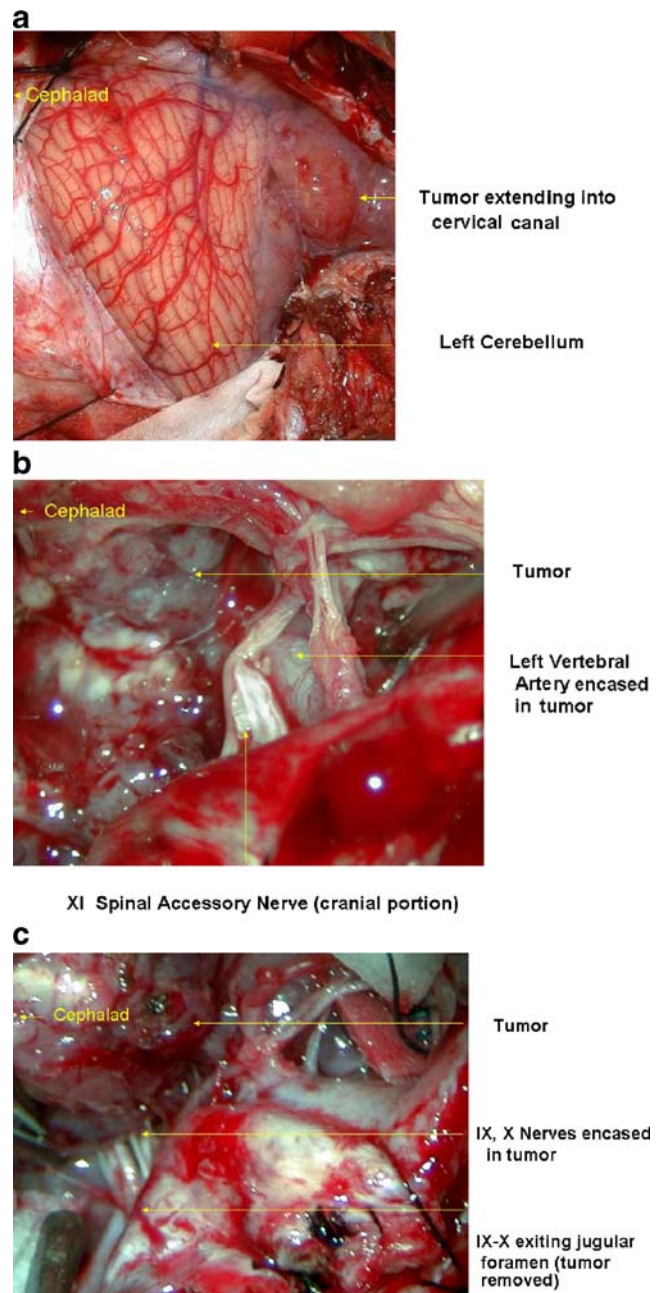 a
Cephalad
Tumor extending into
cervical canal
Left Cerebellum
b
Cephalad
Tumor
Left Vertebral
Artery encased
in tumor
XI Spinal Accessory Nerve (cranial portion)
c
Cephalad
Tumor
IX, X Nerves encased
in tumor
IX-X exiting jugular
foramen (tumor
removed)